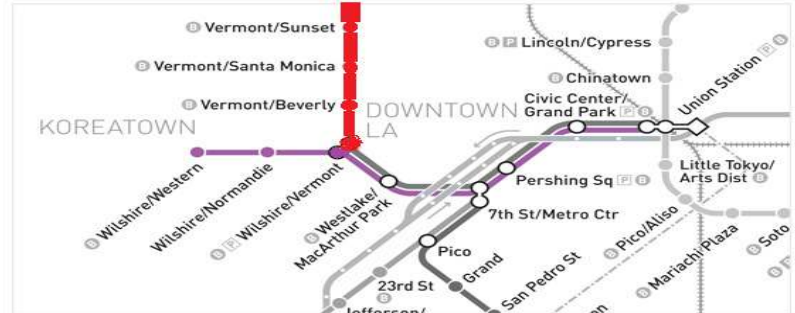 B Vermont/Sunset
B P Lincoln/Cypress
B Vermont/Santa Monica
B Chinatown
Union Station P B
B Vermont/Beverly
DOWNTOWN
LA
Civic Center/
Grand Park P B
KOREATOWN
B Wilshire/Western
Wilshire/Normandie
B P Wilshire/Vermont
B Westlake/
MacArthur Park
Pershing Sq P B
Little Tokyo/
Arts Dist B
7th St/Metro Ctr
B Pico/Aliso
B Mariachi Plaza
B Soto
Pico
Grand
23rd St
B
San Pedro St
Jefferson/